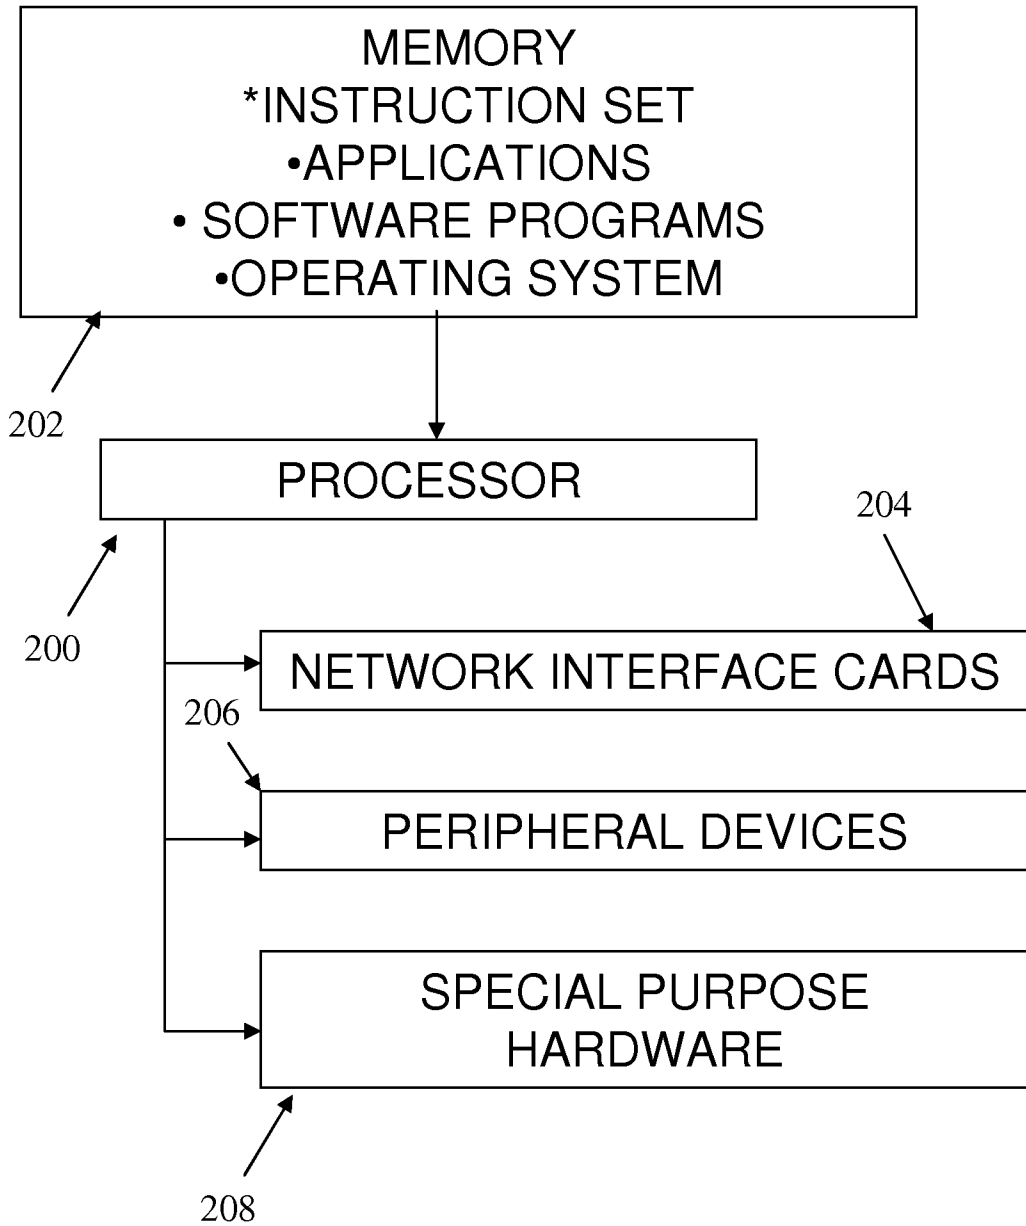 MEMORY
*INSTRUCTION SET
•APPLICATIONS
• SOFTWARE PROGRAMS
•OPERATING SYSTEM
202
PROCESSOR
204
200
NETWORK INTERFACE CARDS
206
PERIPHERAL DEVICES
SPECIAL PURPOSE
HARDWARE
208